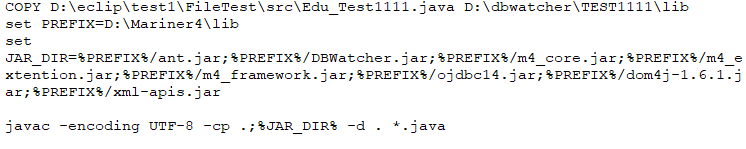 COPY D:\eclip\test1\FileTest\src\Edu_Test1111.java D:\dbwatcher\TEST1111\lib
set PREFIX=D:\Mariner4\lib
set
JAR_DIR=%PREFIX%/ant.jar;%PREFIX%/DBWatcher.jar;%PREFIX%/m4_core.jar;%PREFIX%/m4_e
xtention.jar;%PREFIX%/m4_framework.jar;%PREFIX%/ojdbc14.jar;%PREFIX%/dom4j-1.6.1.j
ar;%PREFIX%/xml-apis.jar

javac -encoding UTF-8 -cp .;%JAR_DIR% -d . *.java